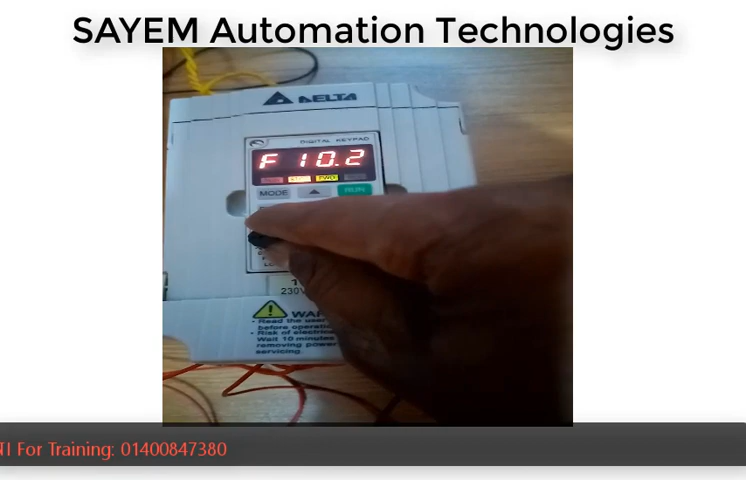 SAYEM Automation Technologies
DELTA
DIGITAL KEYPAD
F 10.2
FWD
MODE
RUN
230V
WAR
• Read the user
before operati
• Risk of electric
Wait 10 minutes
removing power
servicing.
For Training: 01400847380